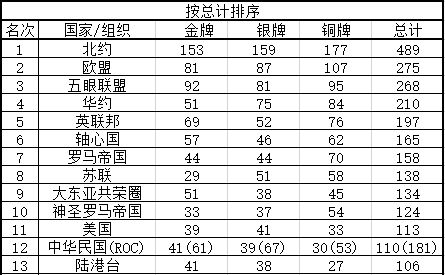 按总计排序
名次 国家/组织 金牌 银牌 铜牌 总计
1 北约 153 159 177 489
2 欧盟 81 87 107 275
3 五眼联盟 92 81 95 268
4 华约 51 75 84 210
5 英联邦 69 52 76 197
6 轴心国 57 46 62 165
7 罗马帝国 44 44 70 158
8 苏联 29 51 58 138
9 大东亚共荣圈 51 38 45 134
10 神圣罗马帝国 33 37 54 124
11 美国 39 41 33 113
12 中华民国(ROC) 41(61) 39(67) 30(53) 110(181)
13 陆港台 41 38 27 106